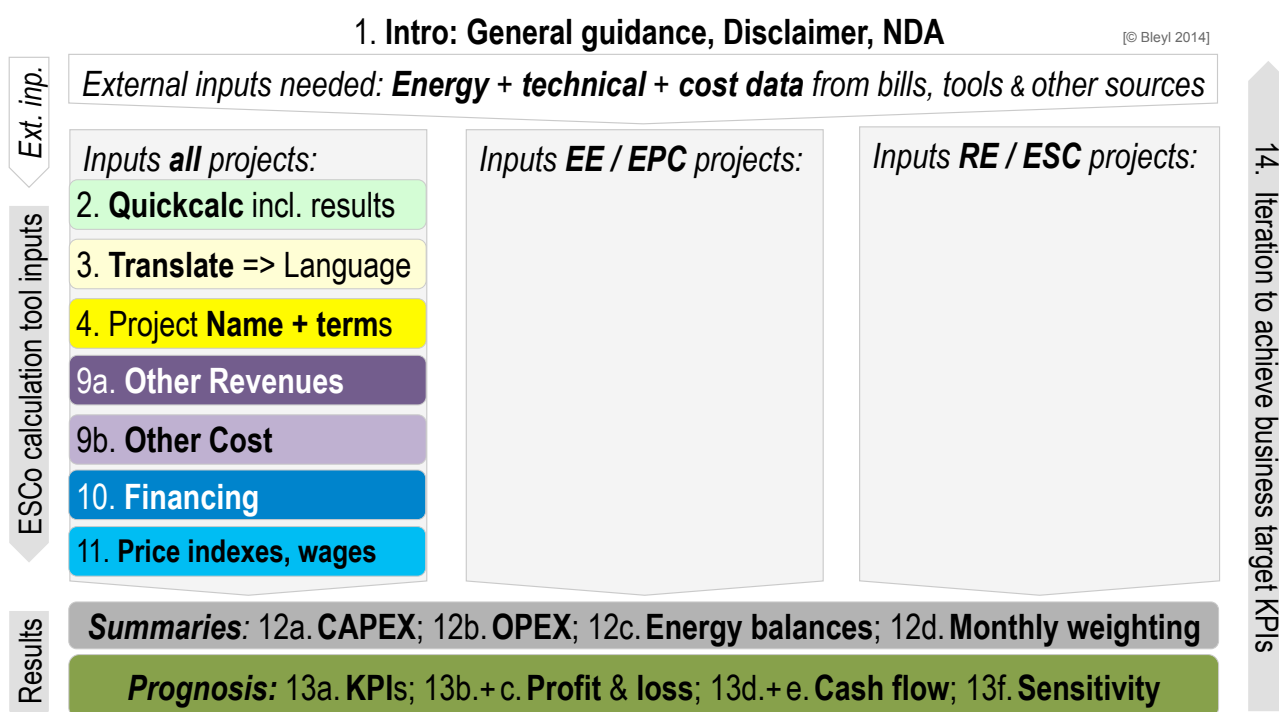 1. Intro: General guidance, Disclaimer, NDA
[© Bleyl 2014]
Ext. inp.
External inputs needed: Energy + technical + cost data from bills, tools & other sources
ESCo calculation tool inputs
Inputs all projects:
2. Quickcalc incl. results
3. Translate => Language
4. Project Name + terms
9a. Other Revenues
9b. Other Cost
10. Financing
11. Price indexes, wages
Inputs EE / EPC projects:
Inputs RE / ESC projects:
14. Iteration to achieve business target KPIs
Results
Summaries: 12a. CAPEX; 12b. OPEX; 12c. Energy balances; 12d. Monthly weighting
Prognosis: 13a. KPIs; 13b.+ c. Profit & loss; 13d.+ e. Cash flow; 13f. Sensitivity